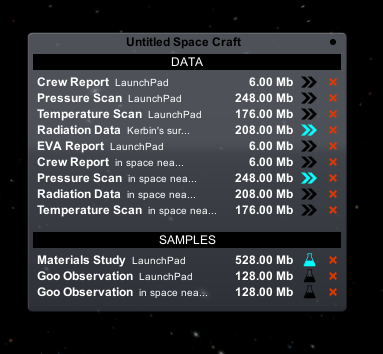 Untitled Space Craft
DATA
Crew Report LaunchPad 6.00 Mb
Pressure Scan LaunchPad 248.00 Mb
Temperature Scan LaunchPad 176.00 Mb
Radiation Data Kerbin's sur... 208.00 Mb
EVA Report LaunchPad 6.00 Mb
Crew Report in space nea... 6.00 Mb
Pressure Scan in space nea... 248.00 Mb
Radiation Data in space nea... 208.00 Mb
Temperature Scan in space nea... 176.00 Mb
SAMPLES
Materials Study LaunchPad 528.00 Mb
Goo Observation LaunchPad 128.00 Mb
Goo Observation in space nea... 128.00 Mb